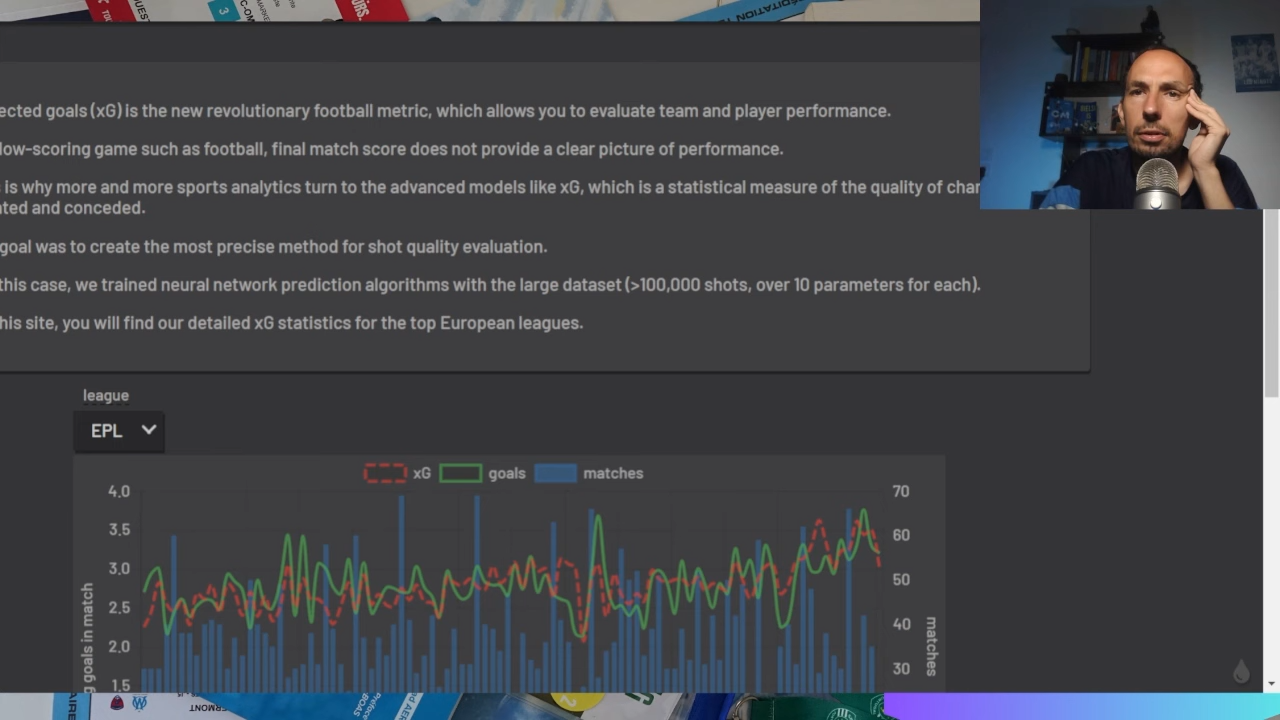 ected goals (xG) is the new revolutionary football metric, which allows you to evaluate team and player performance.
low-scoring game such as football, final match score does not provide a clear picture of performance.
is why more and more sports analytics turn to the advanced models like xG, which is a statistical measure of the quality of chan
ated and conceded.
goal was to create the most precise method for shot quality evaluation.
this case, we trained neural network prediction algorithms with the large dataset (>100,000 shots, over 10 parameters for each).
his site, you will find our detailed xG statistics for the top European leagues.
league
EPL
xG goals matches
4.0
3.5
3.0
2.5
2.0
1.5
g goals in match
70
60
50
40
30
matches